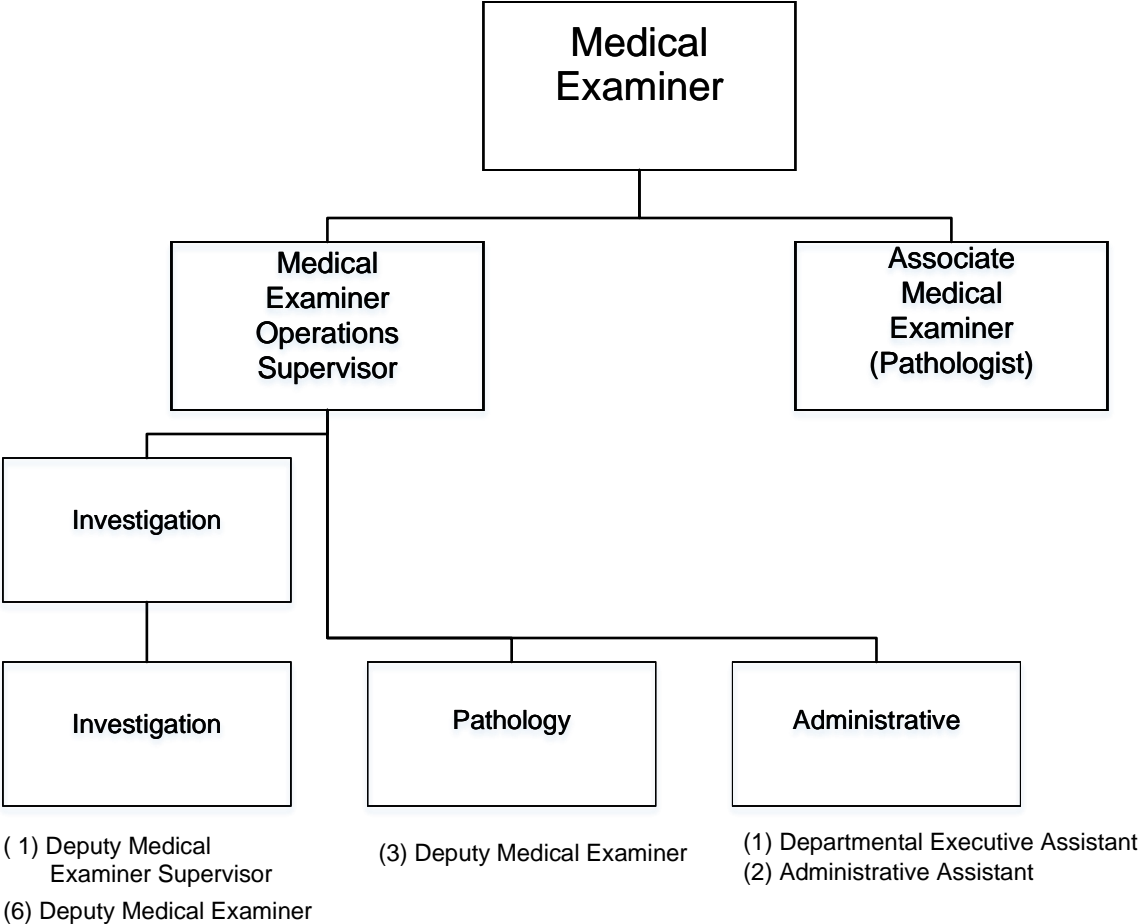 Medical
Examiner
Medical
Examiner
Operations
Supervisor
Associate
Medical
Examiner
(Pathologist)
Investigation
Investigation
Pathology
Administrative
( 1) Deputy Medical
Examiner Supervisor
(6) Deputy Medical Examiner
(3) Deputy Medical Examiner
(1) Departmental Executive Assistant
(2) Administrative Assistant